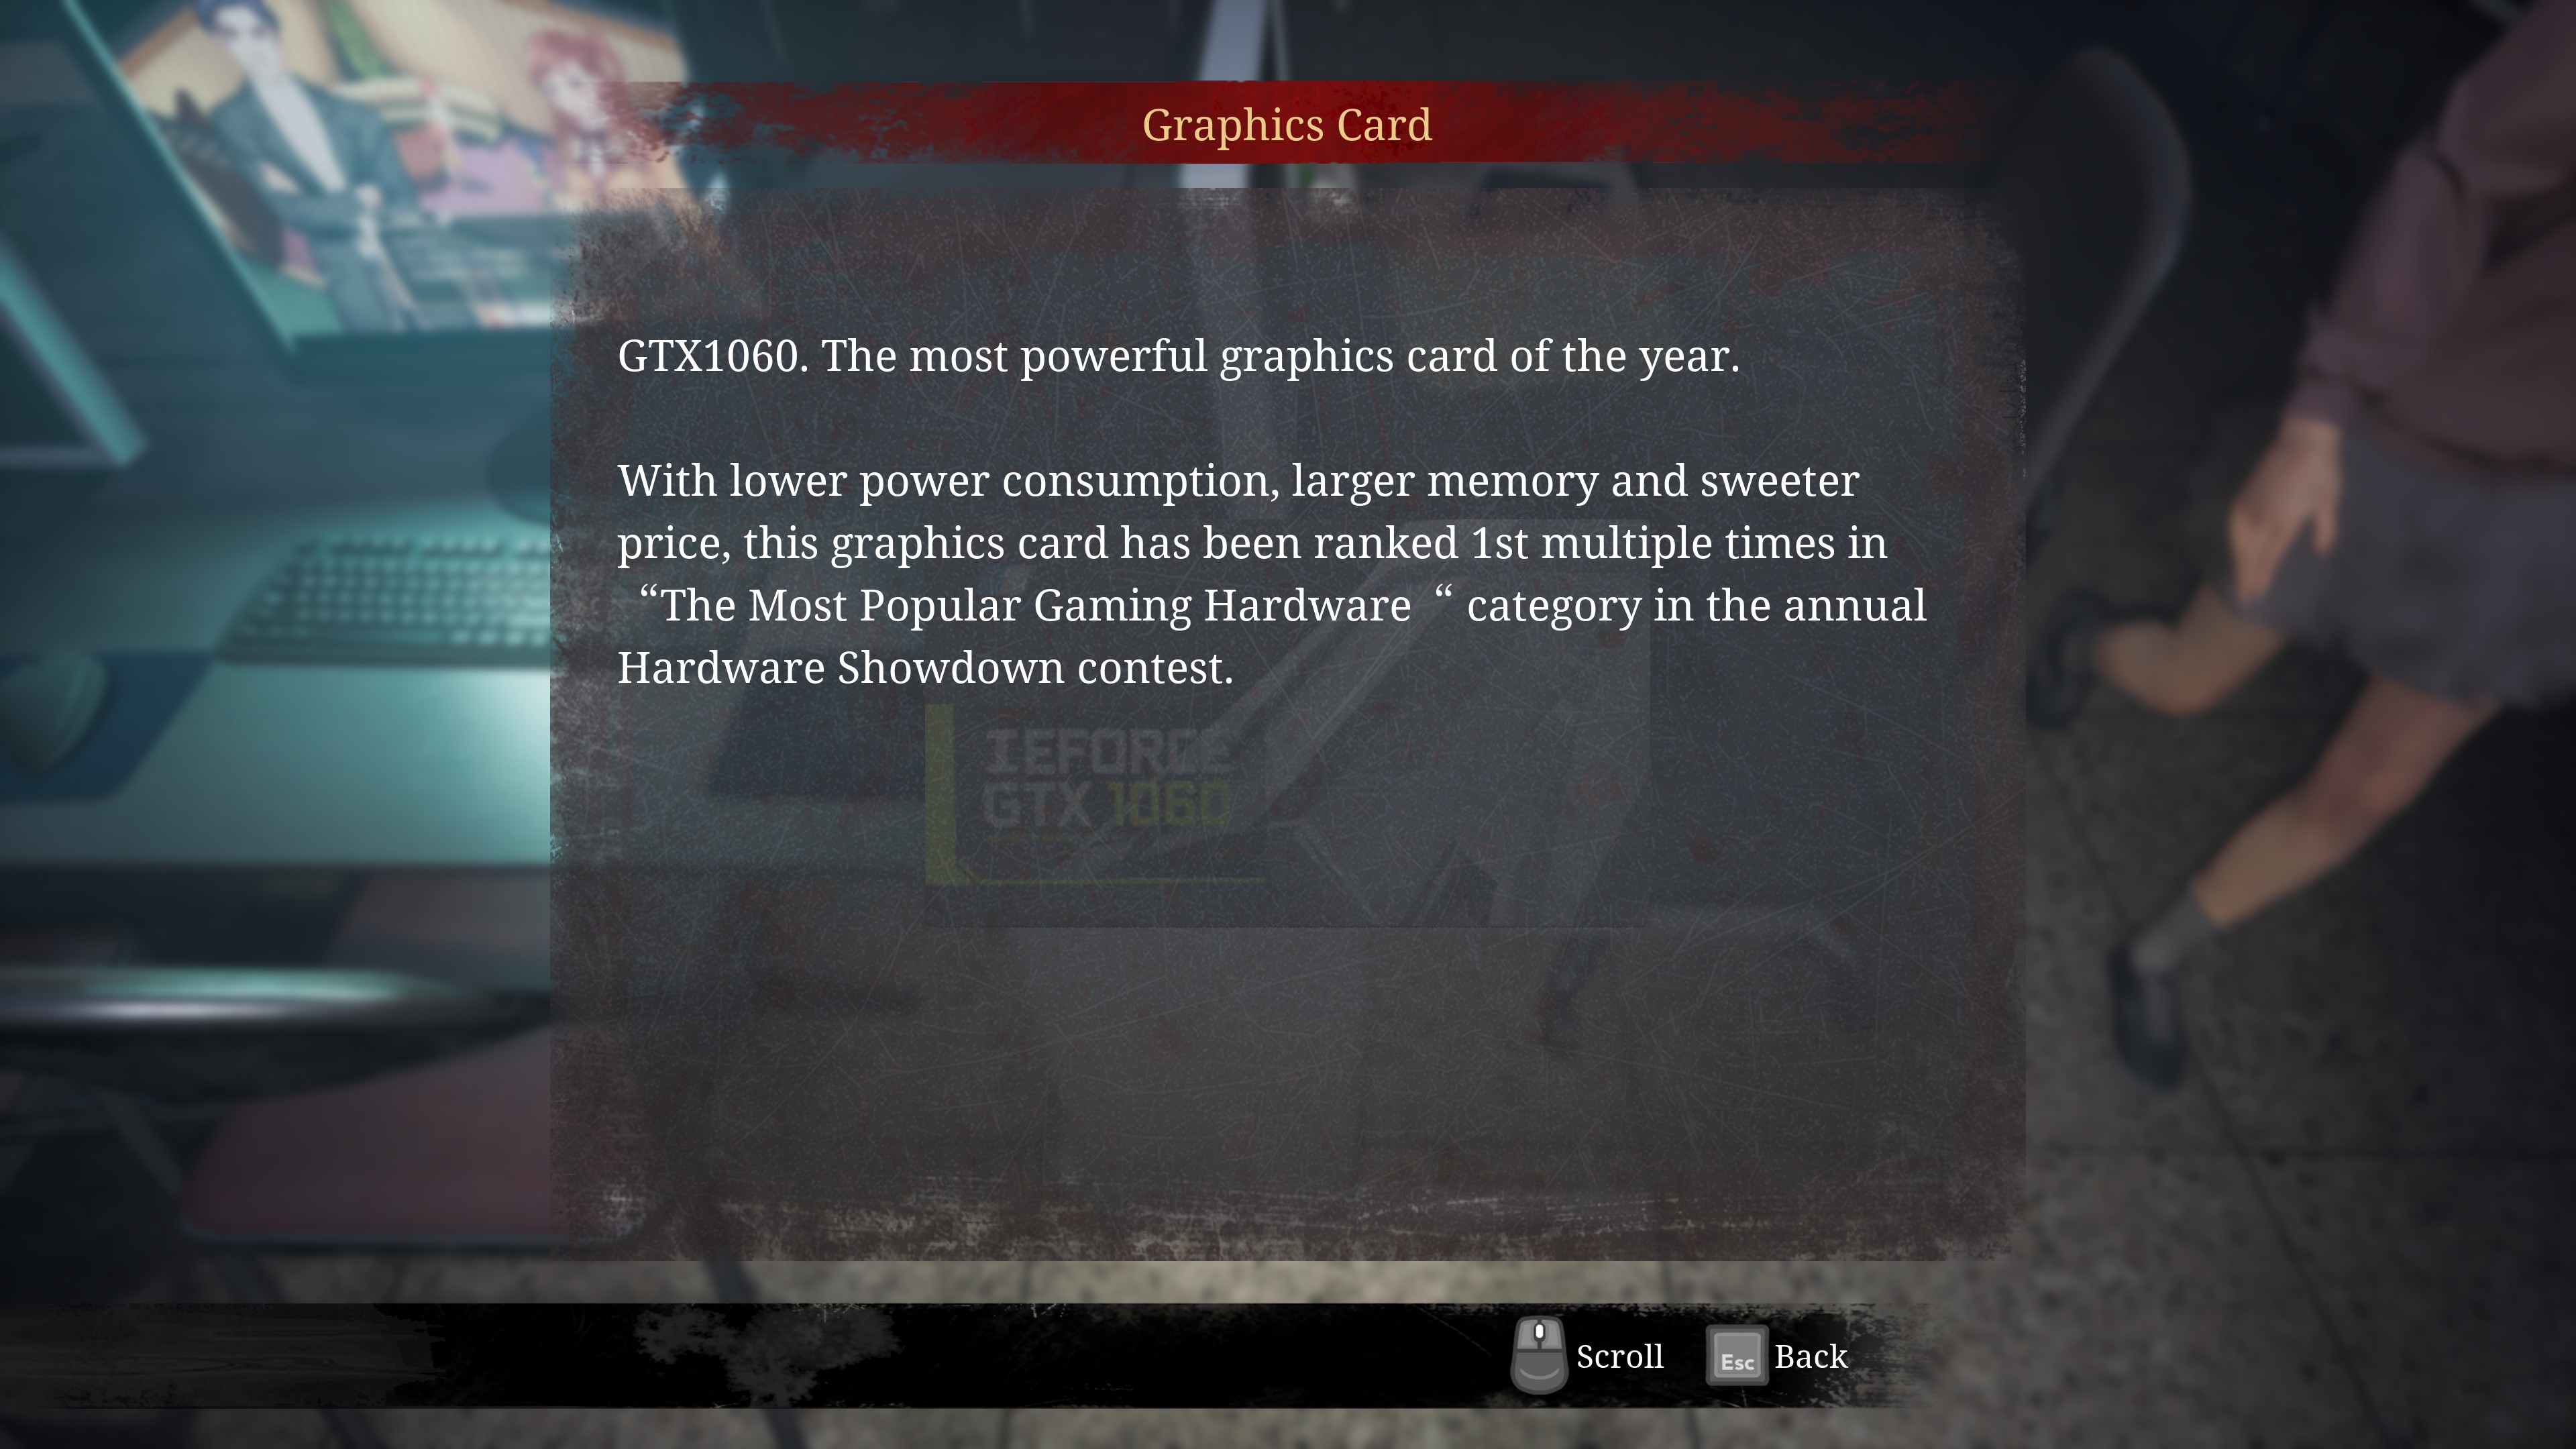 Graphics Card
GTX1060. The most powerful graphics card of the year.
With lower power consumption, larger memory and sweeter
price, this graphics card has been ranked 1st multiple times in
“The Most Popular Gaming Hardware “ category in the annual
Hardware Showdown contest.
IEFORCE
GTX 1060
Scroll
Esc Back